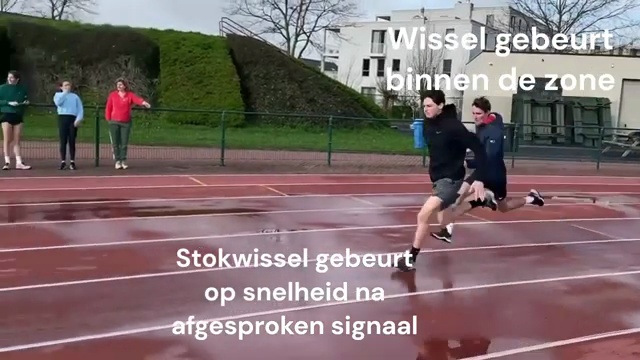 Wissel gebeurt
binnen de zone
Stokwissel gebeurt
op snelheid na
afgesproken signaal